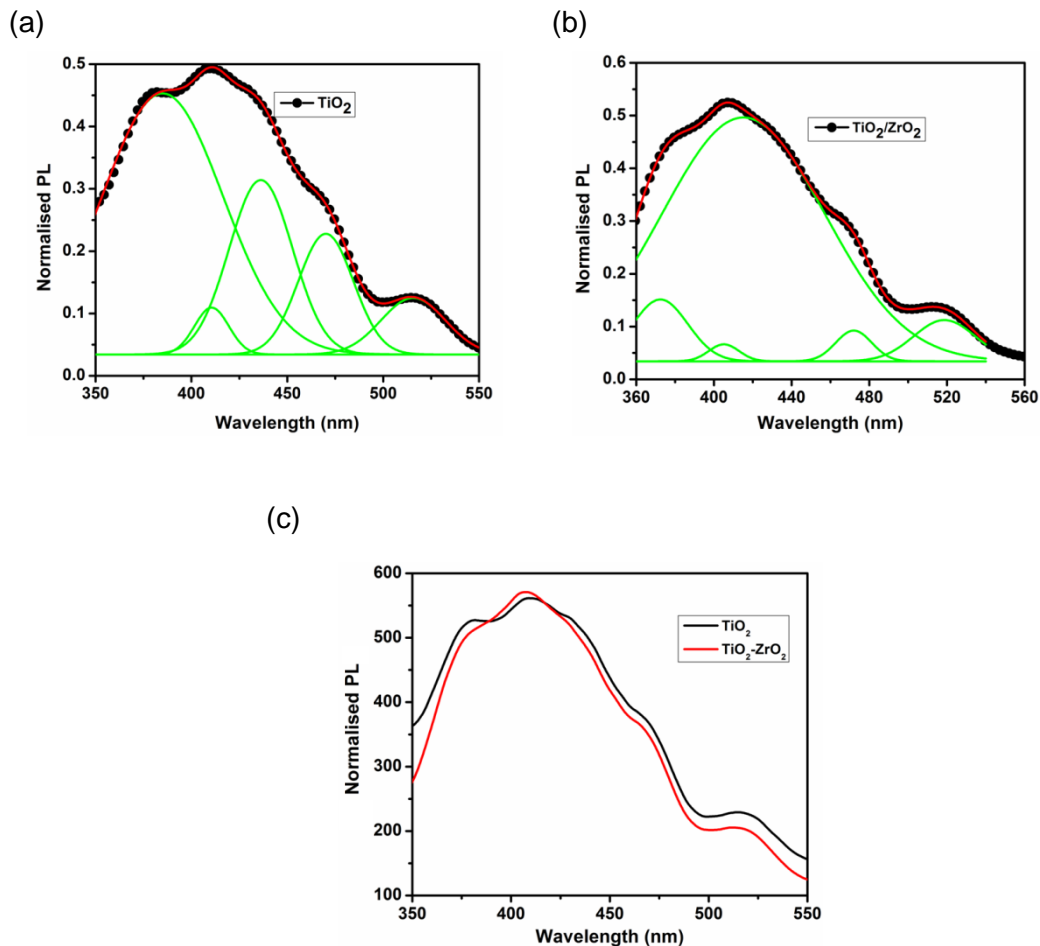 (a)
(b)
0.5
0.4
0.3
0.2
0.1
0.0
Normalised PL
TiO2
350 400 450 500 550
Wavelength (nm)
0.6
0.5
0.4
0.3
0.2
0.1
0.0
Normalised PL
TiO2/ZrO2
360 400 440 480 520 560
Wavelength (nm)
(c)
600
500
400
300
200
100
Normalised PL
TiO2
TiO2-ZrO2
350 400 450 500 550
Wavelength (nm)